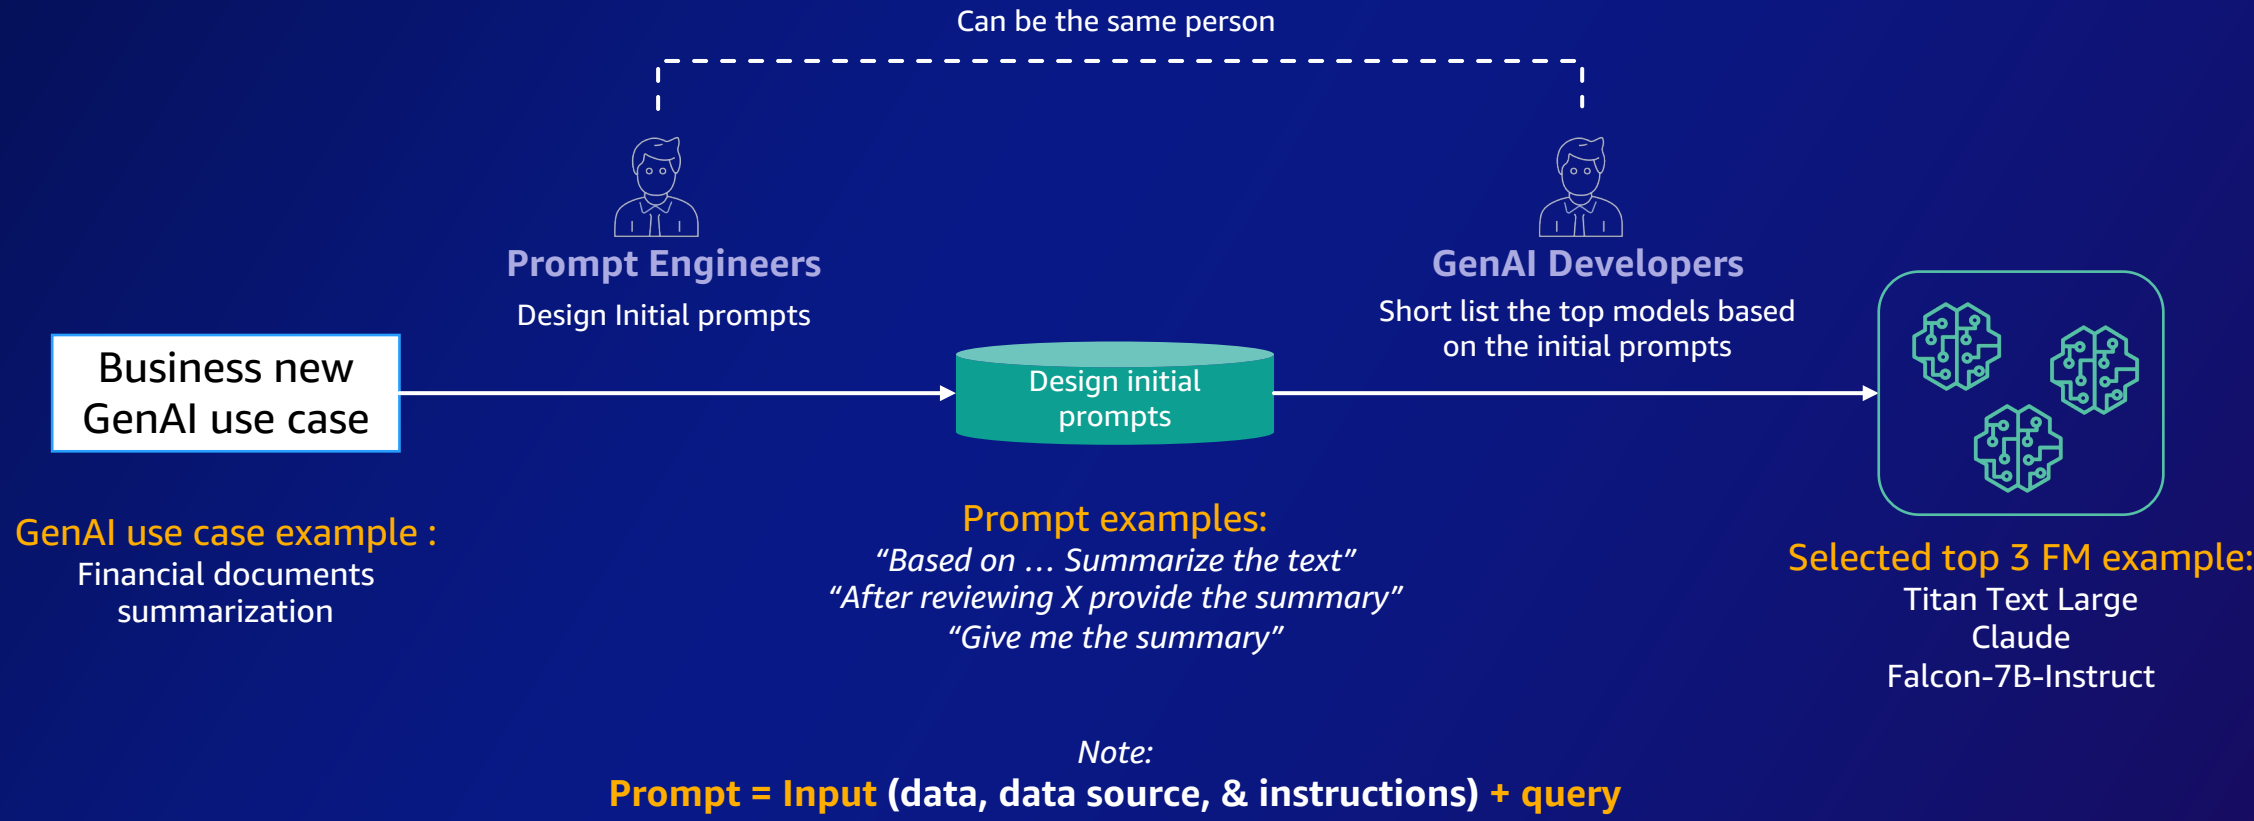 Can be the same person
Prompt Engineers
Design Initial prompts
GenAI Developers
Short list the top models based
on the initial prompts
Business new
GenAI use case
Design initial
prompts
GenAI use case example :
Financial documents
summarization
Prompt examples:
“Based on … Summarize the text”
“After reviewing X provide the summary”
“Give me the summary”
Selected top 3 FM example:
Titan Text Large
Claude
Falcon-7B-Instruct
Note:
Prompt = Input (data, data source, & instructions) + query